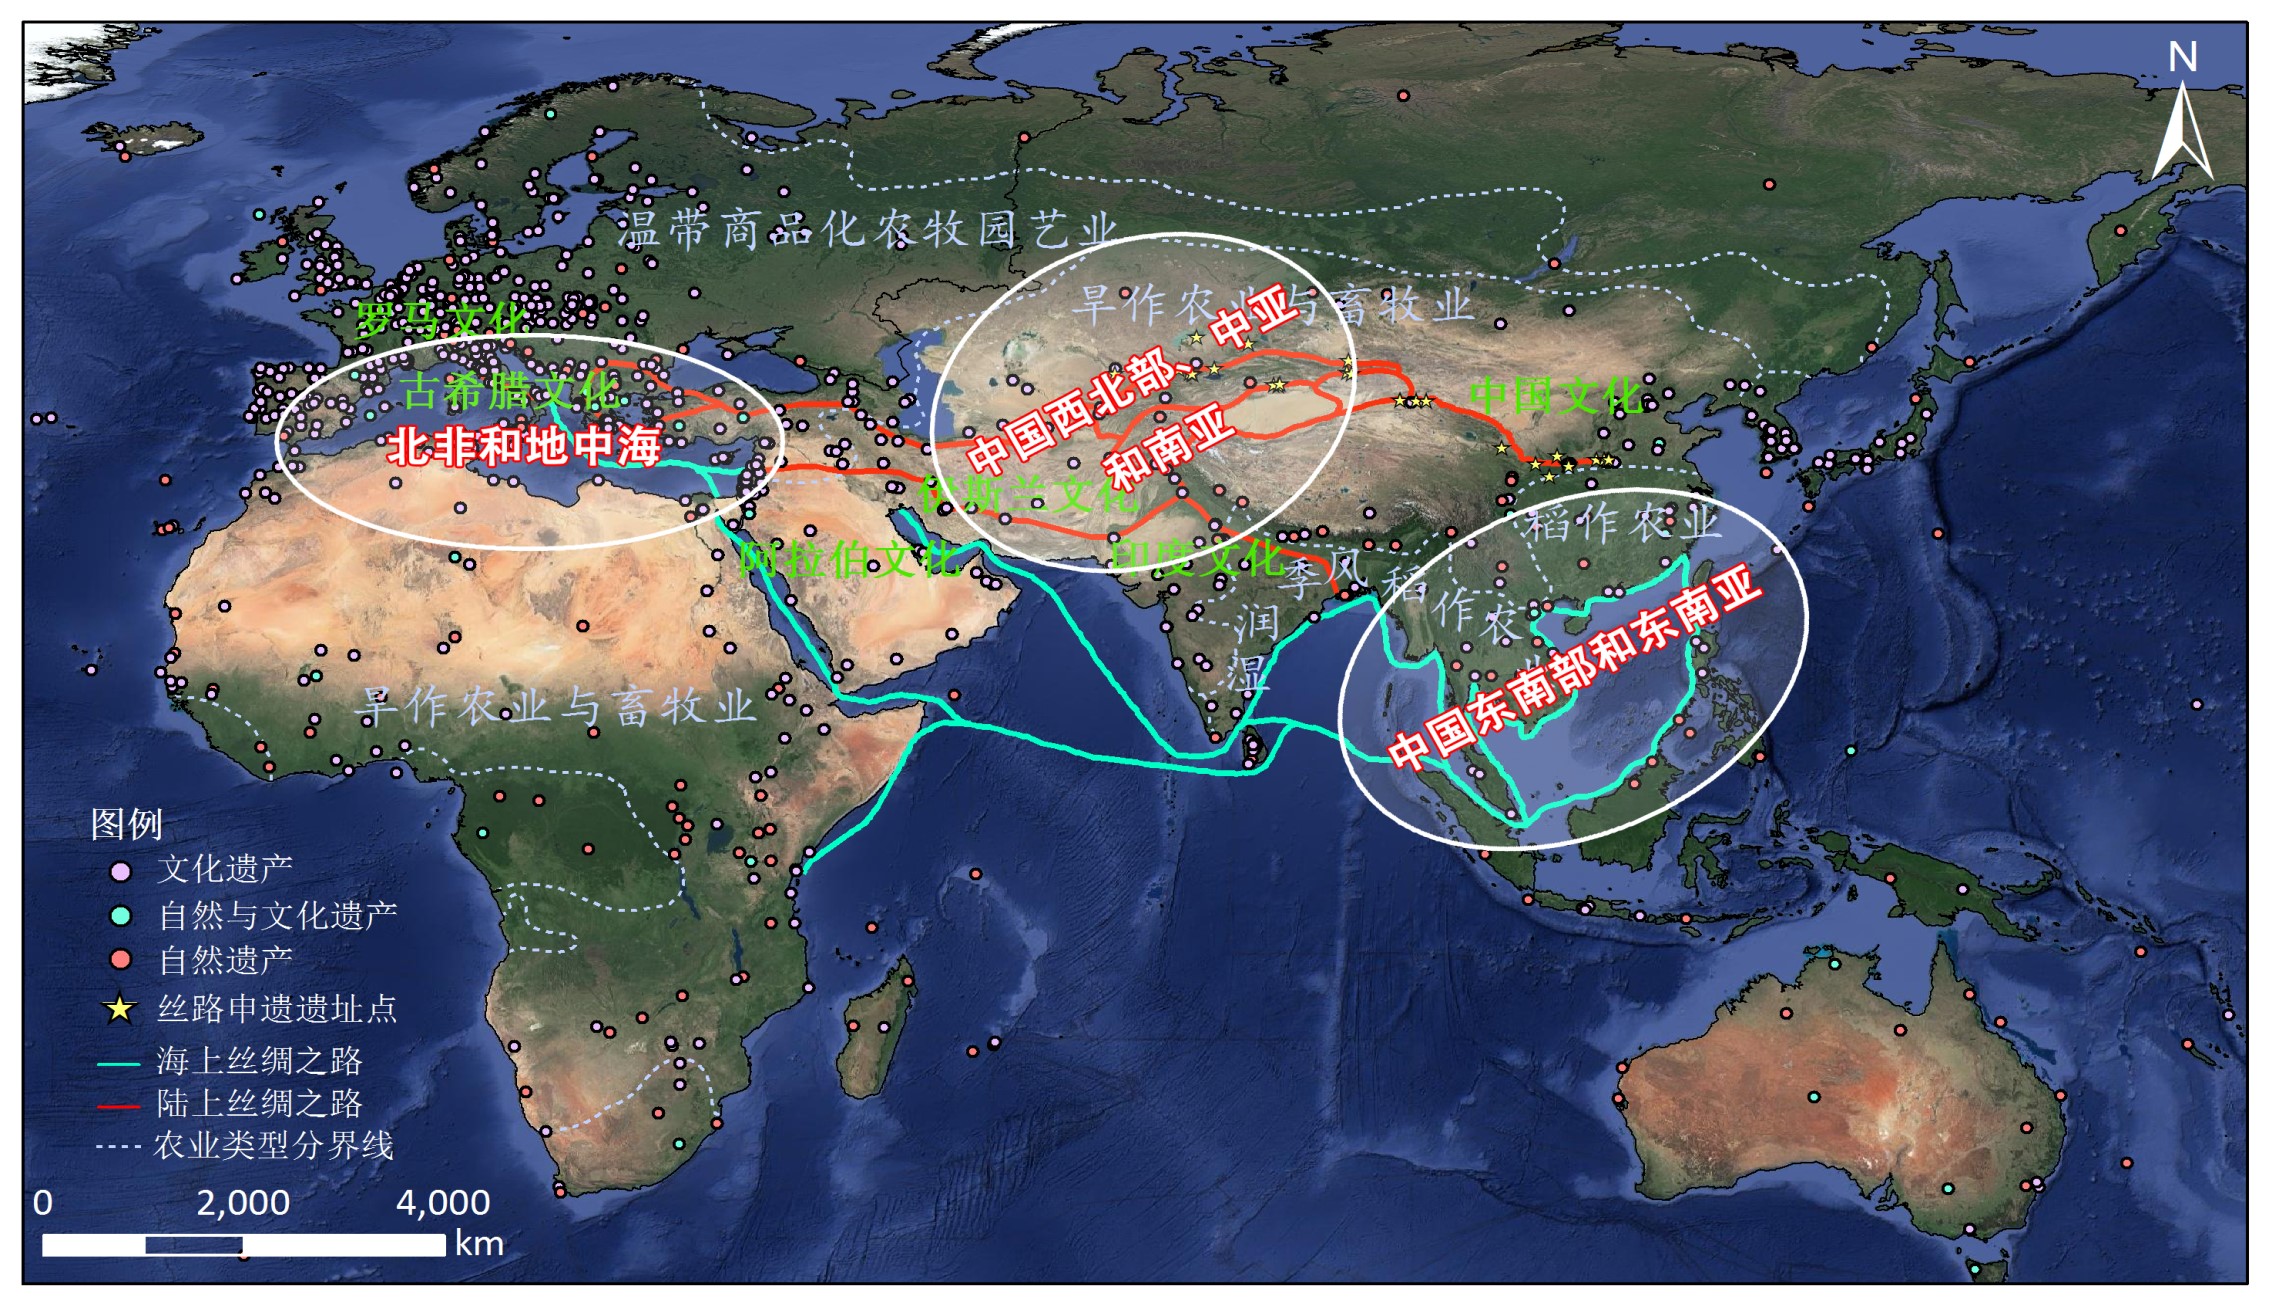 N
温带商品化农牧园艺业
罗马文化
旱作农业与畜牧业
古希腊文化
中国文化
北非和地中海
中国西北部、中亚
和南亚
伊斯兰文化
稻作农业
阿拉伯文化
印度文化
季风稻作农业
润
湿
中国东南部和东南亚
旱作农业与畜牧业
图例
文化遗产
自然与文化遗产
自然遗产
丝路申遗遗址点
海上丝绸之路
陆上丝绸之路
农业类型分界线
0 2,000 4,000
km